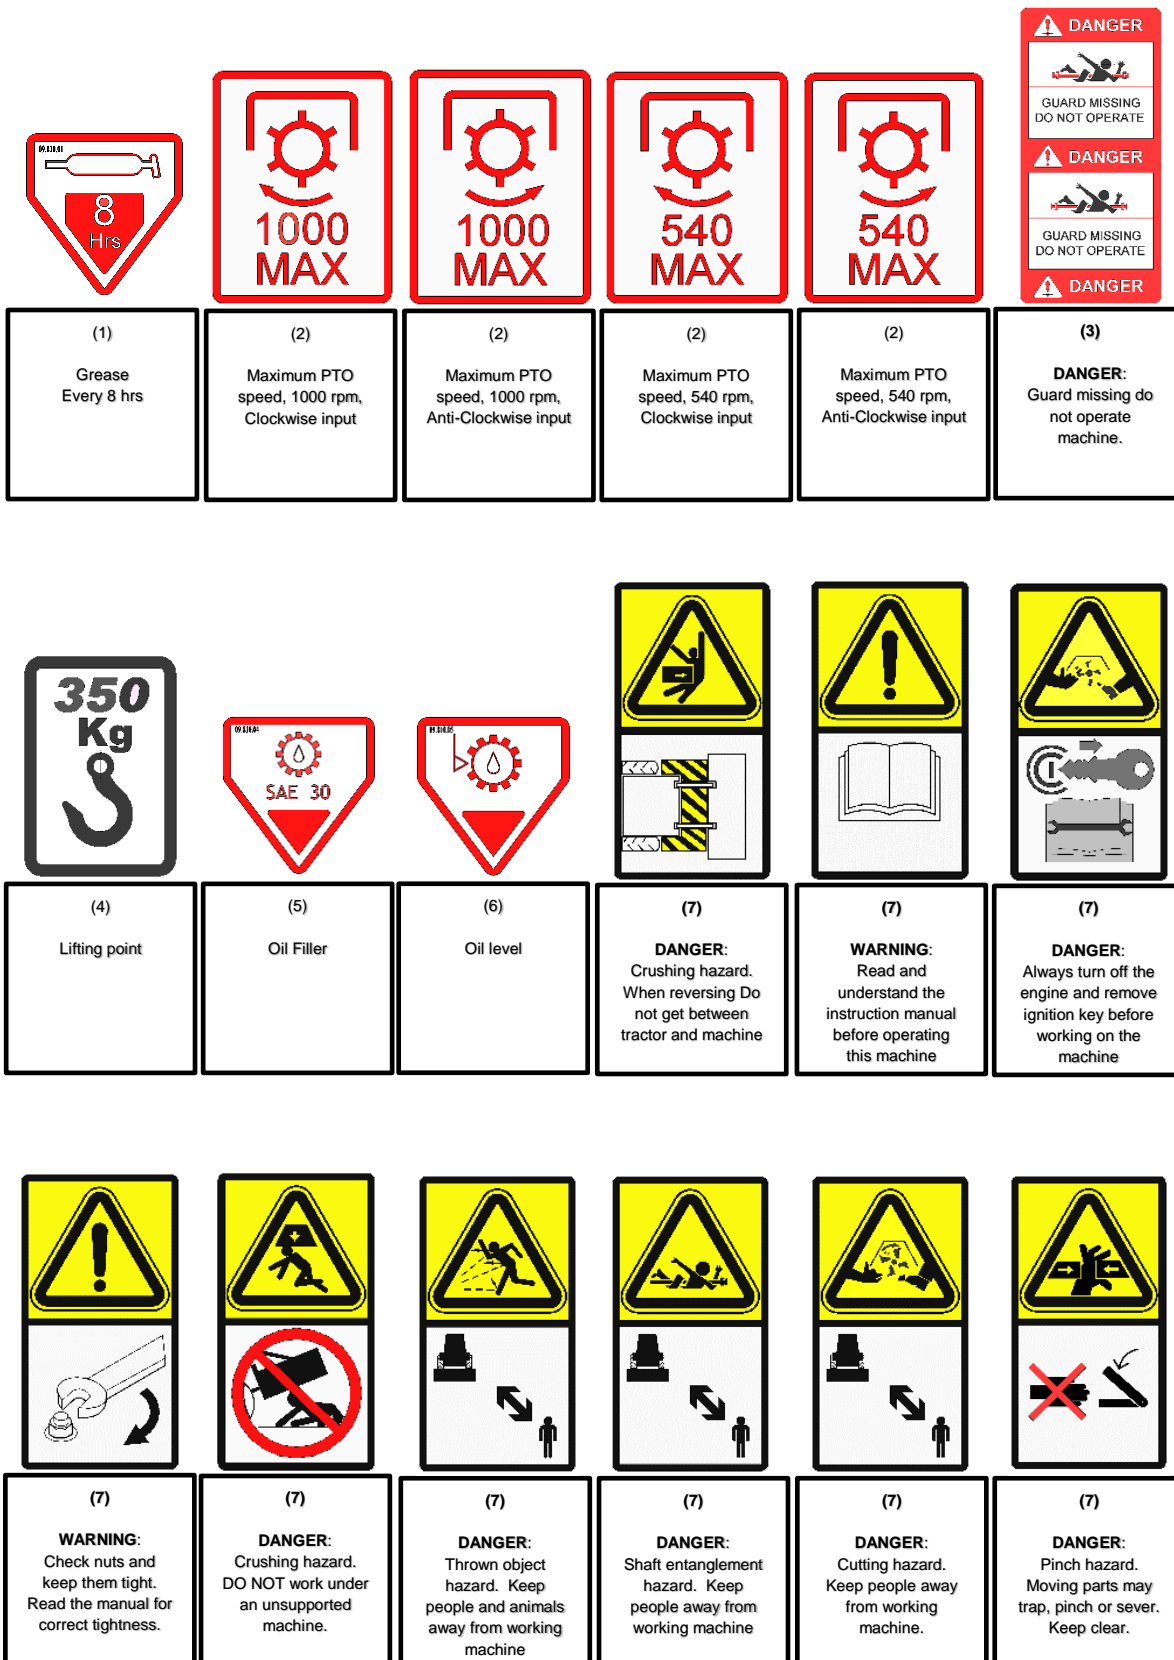 DANGER
GUARD MISSING
DO NOT OPERATE
DANGER
GUARD MISSING
DO NOT OPERATE
DANGER
8
Hrs
1000
MAX
1000
MAX
540
MAX
540
MAX
(1)
Grease
Every 8 hrs
(2)
Maximum PTO
speed, 1000 rpm,
Clockwise input
(2)
Maximum PTO
speed, 1000 rpm,
Anti-Clockwise input
(2)
Maximum PTO
speed, 540 rpm,
Clockwise input
(2)
Maximum PTO
speed, 540 rpm,
Anti-Clockwise input
(3)
DANGER:
Guard missing do
not operate
machine.
350
Kg
SAE 30
(4)
Lifting point
(5)
Oil Filler
(6)
Oil level
(7)
DANGER:
Crushing hazard.
When reversing Do
not get between
tractor and machine
(7)
WARNING:
Read and
understand the
instruction manual
before operating
this machine
(7)
DANGER:
Always turn off the
engine and remove
ignition key before
working on the
machine
(7)
WARNING:
Check nuts and
keep them tight.
Read the manual for
correct tightness.
(7)
DANGER:
Crushing hazard.
DO NOT work under
an unsupported
machine.
(7)
DANGER:
Thrown object
hazard. Keep
people and animals
away from working
machine
(7)
DANGER:
Shaft entanglement
hazard. Keep
people away from
working machine
(7)
DANGER:
Cutting hazard.
Keep people away
from working
machine.
(7)
DANGER:
Pinch hazard.
Moving parts may
trap, pinch or sever.
Keep clear.